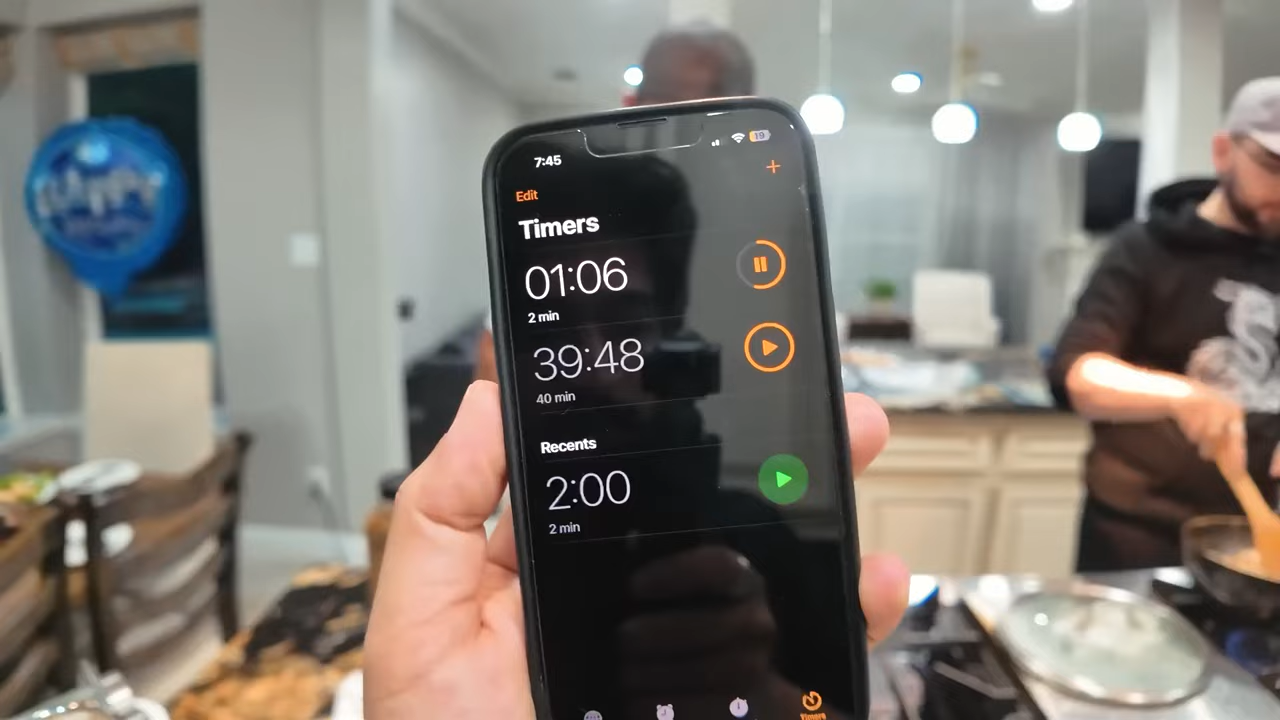 7:45
19
Edit
+
Timers
01:06
2 min
39:48
40 min
Recents
2:00
2 min
Timers